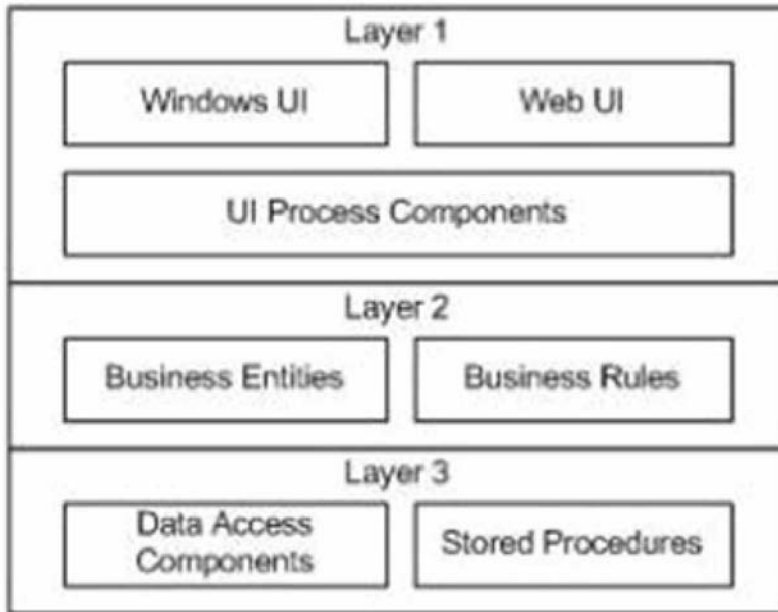 Layer 1
Windows UI
Web UI
UI Process Components
Layer 2
Business Entities
Business Rules
Layer 3
Data Access
Components
Stored Procedures